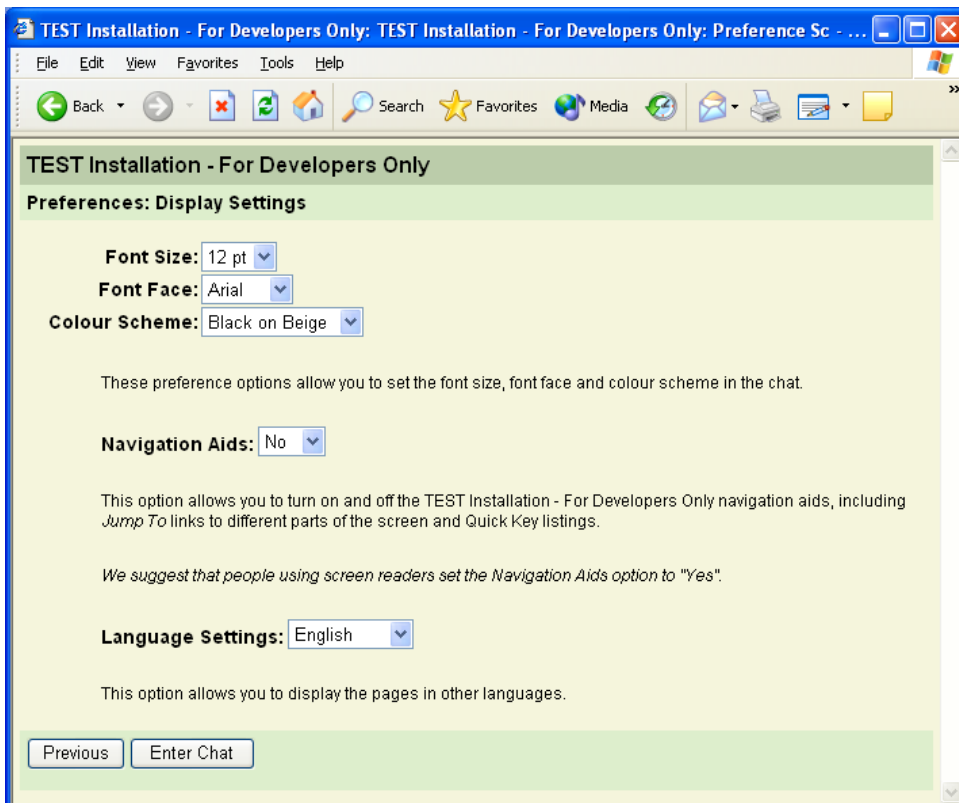 TEST Installation - For Developers Only: TEST Installation - For Developers Only: Preference Sc - ...
File Edit View Favorites Tools Help
Back Search Favorites Media »
TEST Installation - For Developers Only
Preferences: Display Settings
Font Size: 12 pt
Font Face: Arial
Colour Scheme: Black on Beige
These preference options allow you to set the font size, font face and colour scheme in the chat.
Navigation Aids: No
This option allows you to turn on and off the TEST Installation - For Developers Only navigation aids, including
Jump To links to different parts of the screen and Quick Key listings.
We suggest that people using screen readers set the Navigation Aids option to "Yes".
Language Settings: English
This option allows you to display the pages in other languages.
Previous Enter Chat